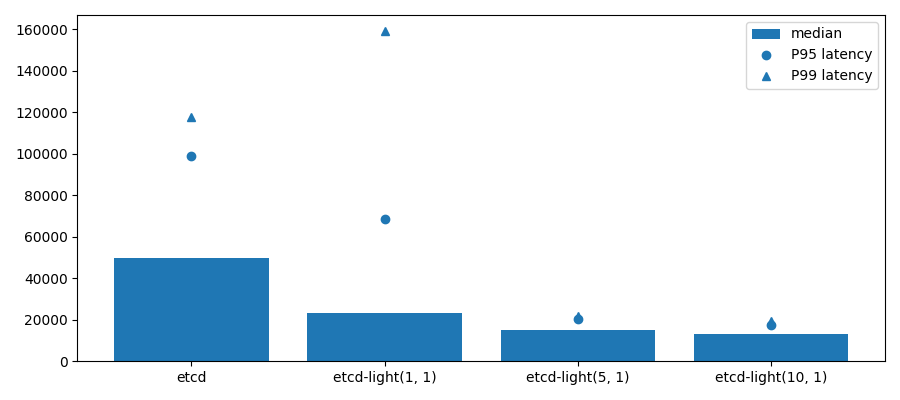 160000
140000
120000
100000
80000
60000
40000
20000
0
median
P95 latency
P99 latency
etcd
etcd-light(1, 1)
etcd-light(5, 1)
etcd-light(10, 1)